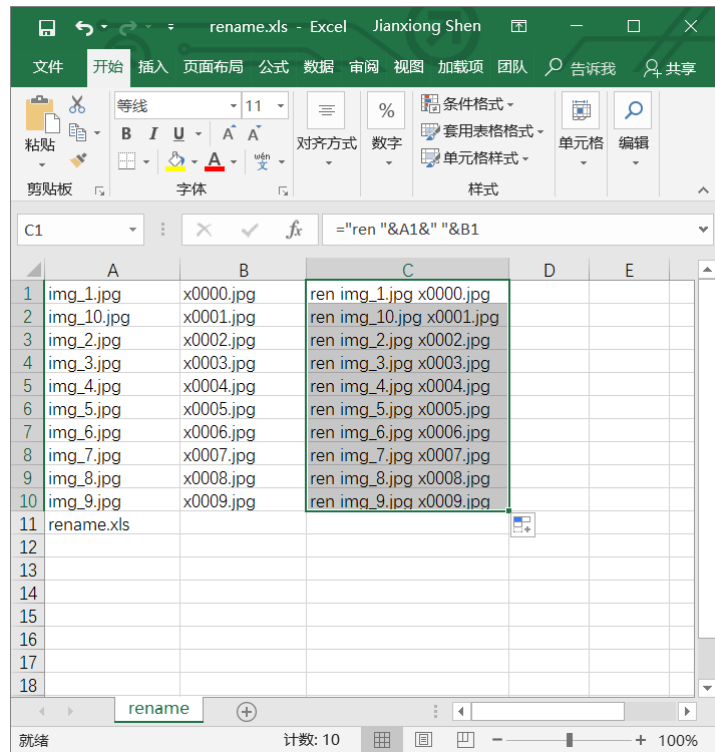 rename.xls - Excel Jianxiong Shen
文件 开始 插入 页面布局 公式 数据 审阅 视图 加载项 团队 告诉我 共享
等线 11 % 条件格式
B I U A A 套用表格格式
粘贴 对齐方式 数字 单元格 编辑
A wén 文 单元格样式
剪贴板 字体 样式
C1 fx ="ren "&A1&" "&B1
A B C D E
1 img_1.jpg x0000.jpg ren img_1.jpg x0000.jpg
2 img_10.jpg x0001.jpg ren img_10.jpg x0001.jpg
3 img_2.jpg x0002.jpg ren img_2.jpg x0002.jpg
4 img_3.jpg x0003.jpg ren img_3.jpg x0003.jpg
5 img_4.jpg x0004.jpg ren img_4.jpg x0004.jpg
6 img_5.jpg x0005.jpg ren img_5.jpg x0005.jpg
7 img_6.jpg x0006.jpg ren img_6.jpg x0006.jpg
8 img_7.jpg x0007.jpg ren img_7.jpg x0007.jpg
9 img_8.jpg x0008.jpg ren img_8.jpg x0008.jpg
10 img_9.jpg x0009.jpg ren img_9.jpg x0009.jpg
11 rename.xls
12
13
14
15
16
17
18
rename
就绪 计数: 10 100%